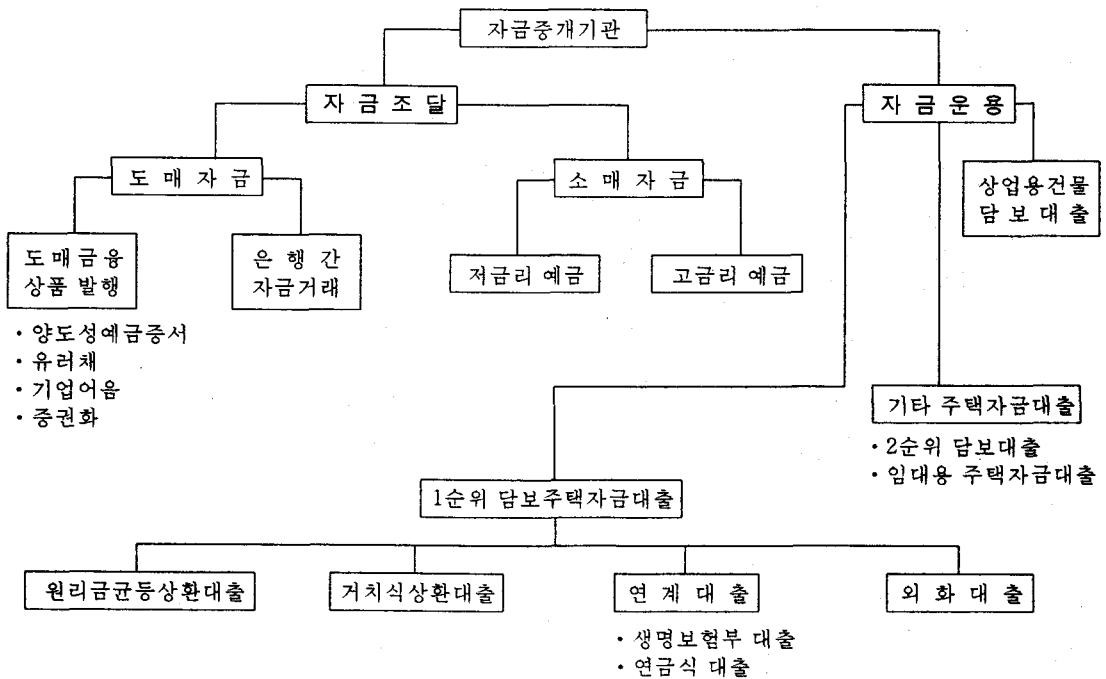 자금중개기관
자 금 조 달
자 금 운 용
도 매 자 금
소 매 자 금
상업용건물
담 보 대 출
도 매 금 융
상품 발행
은 행 간
자금거래
저금리 예금
고금리 예금
· 양도성예금증서
· 유러채
· 기업어음
· 증권화
기타 주택자금대출
· 2순위 담보대출
· 임대용 주택자금대출
1순위 담보주택자금대출
원리금균등상환대출
거치식상환대출
연 계 대 출
외 화 대 출
· 생명보험부 대출
· 연금식 대출